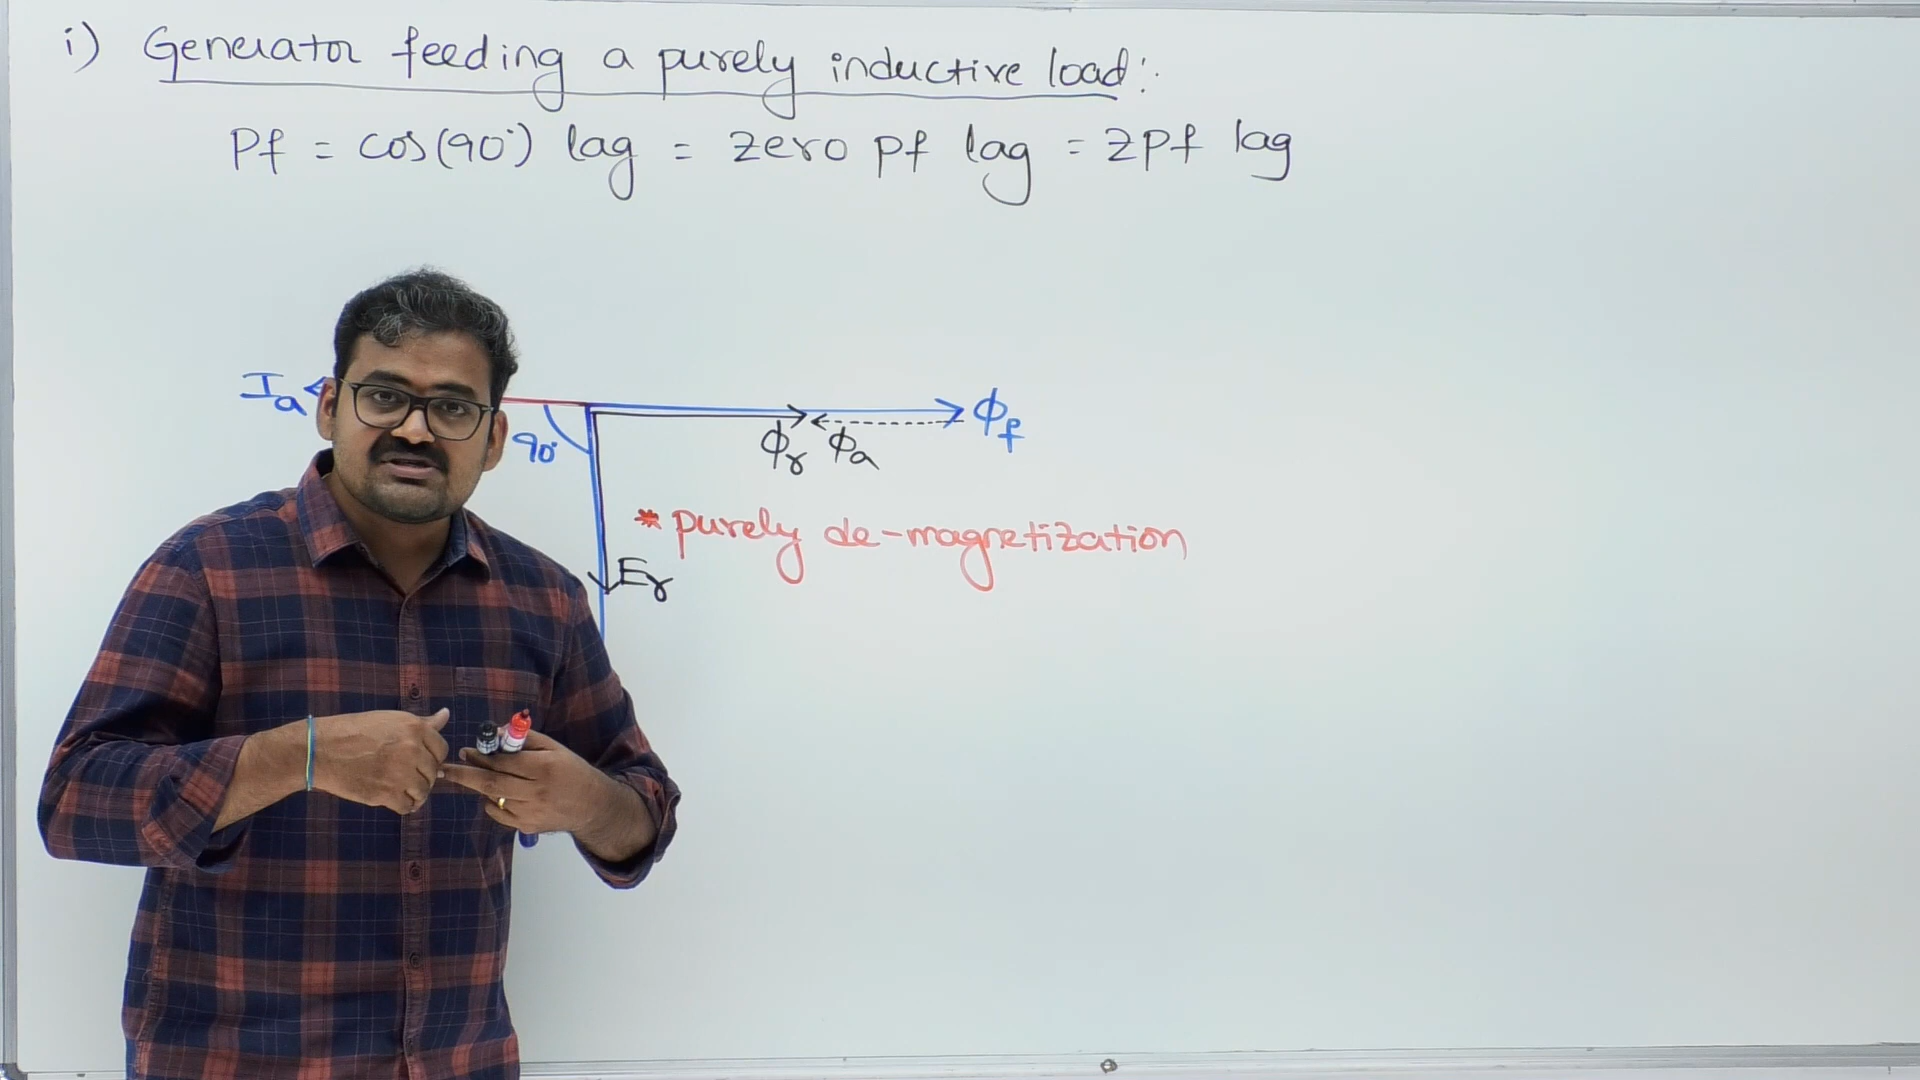 i) Generator feeding a purely inductive load:
Pf = cos(90°) lag = zero pf lag = zpf lag
Ia
90°
ϕr ϕa
ϕf
* purely de-magnetization
Er